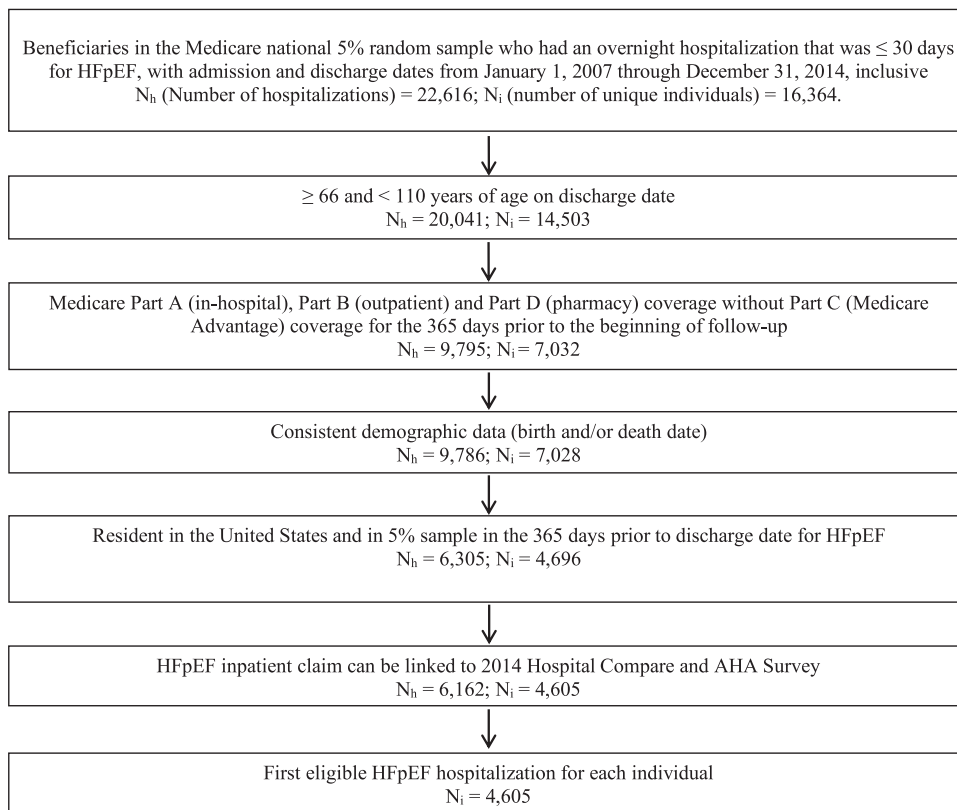 Beneficiaries in the Medicare national 5% random sample who had an overnight hospitalization that was ≤ 30 days
for HFpEF, with admission and discharge dates from January 1, 2007 through December 31, 2014, inclusive
Nₕ (Number of hospitalizations) = 22,616; Nᵢ (number of unique individuals) = 16,364.
≥ 66 and < 110 years of age on discharge date
Nₕ = 20,041; Nᵢ = 14,503
Medicare Part A (in-hospital), Part B (outpatient) and Part D (pharmacy) coverage without Part C (Medicare
Advantage) coverage for the 365 days prior to the beginning of follow-up
Nₕ = 9,795; Nᵢ = 7,032
Consistent demographic data (birth and/or death date)
Nₕ = 9,786; Nᵢ = 7,028
Resident in the United States and in 5% sample in the 365 days prior to discharge date for HFpEF
Nₕ = 6,305; Nᵢ = 4,696
HFpEF inpatient claim can be linked to 2014 Hospital Compare and AHA Survey
Nₕ = 6,162; Nᵢ = 4,605
First eligible HFpEF hospitalization for each individual
Nᵢ = 4,605